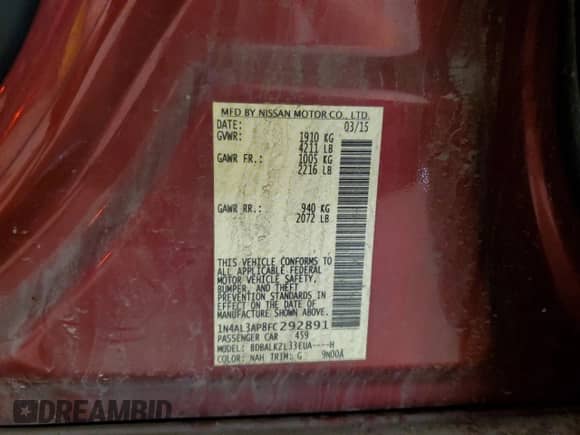 MFD BY NISSAN MOTOR CO., LTD.
DATE: 03/15
GVWR: 1910 KG
4211 LB
GAWR FR.: 1005 KG
2216 LB
GAWR RR.: 940 KG
2072 LB
THIS VEHICLE CONFORMS TO
ALL APPLICABLE FEDERAL
MOTOR VEHICLE SAFETY,
BUMPER, AND THEFT
PREVENTION STANDARDS IN
EFFECT ON THE DATE OF
MANUFACTURE SHOWN ABOVE.
1N4AL3AP8FC292891
PASSENGER CAR 459
MODEL: BDBALKZL33EUA----H
COLOR: NAH TRIM: G 9N00A
DREAMBID